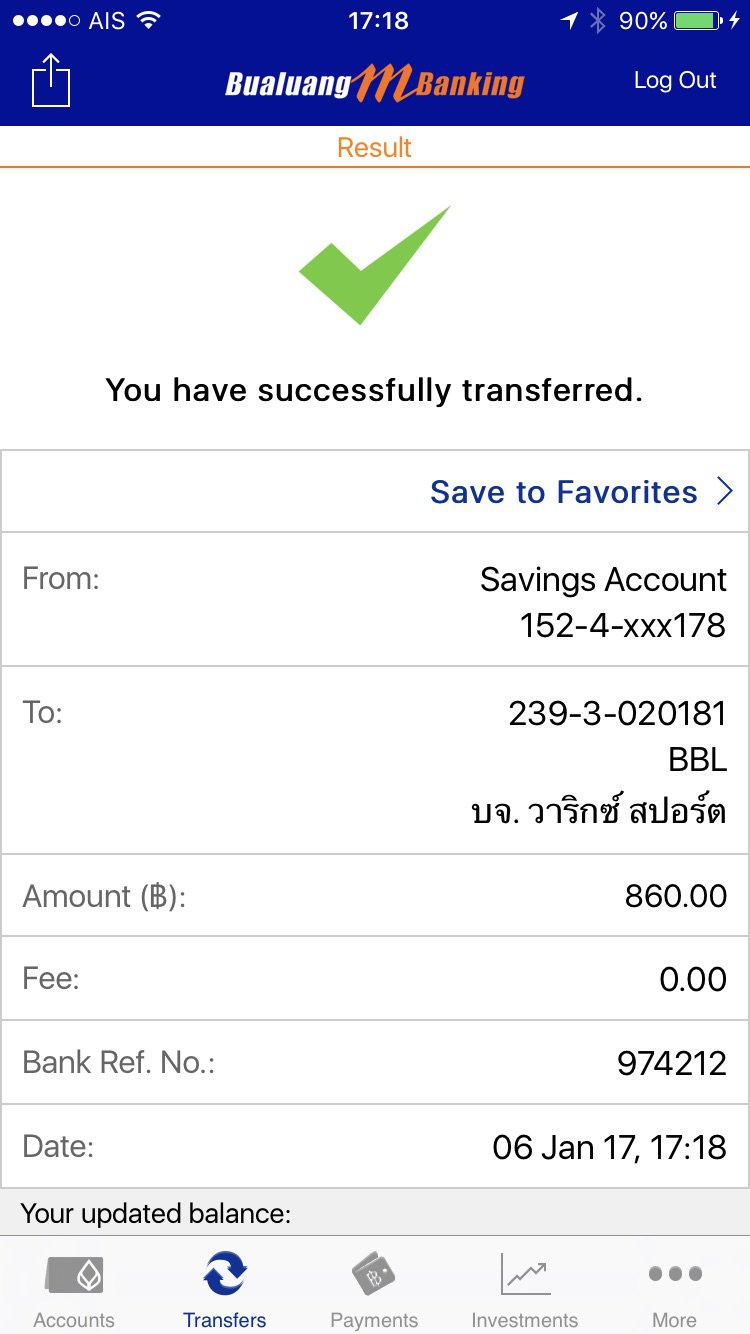 AIS 17:18 90%
Bualuang mBanking Log Out
Result
You have successfully transferred.
Save to Favorites >
From: Savings Account
152-4-xxx178
To: 239-3-020181
BBL
บจ. วาริกซ์ สปอร์ต
Amount (฿): 860.00
Fee: 0.00
Bank Ref. No.: 974212
Date: 06 Jan 17, 17:18
Your updated balance:
Accounts Transfers Payments Investments More